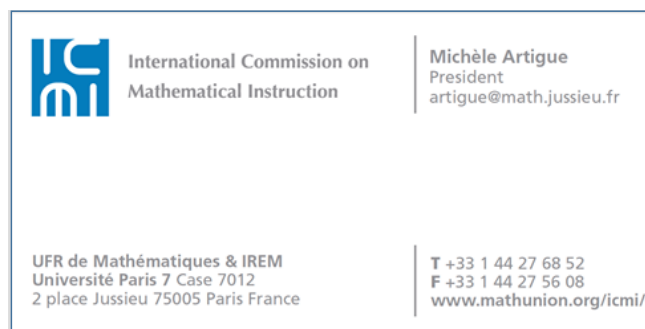 ICMI
International Commission on
Mathematical Instruction
Michèle Artigue
President
artigue@math.jussieu.fr
UFR de Mathématiques & IREM
Université Paris 7 Case 7012
2 place Jussieu 75005 Paris France
T +33 1 44 27 68 52
F +33 1 44 27 56 08
www.mathunion.org/icmi/